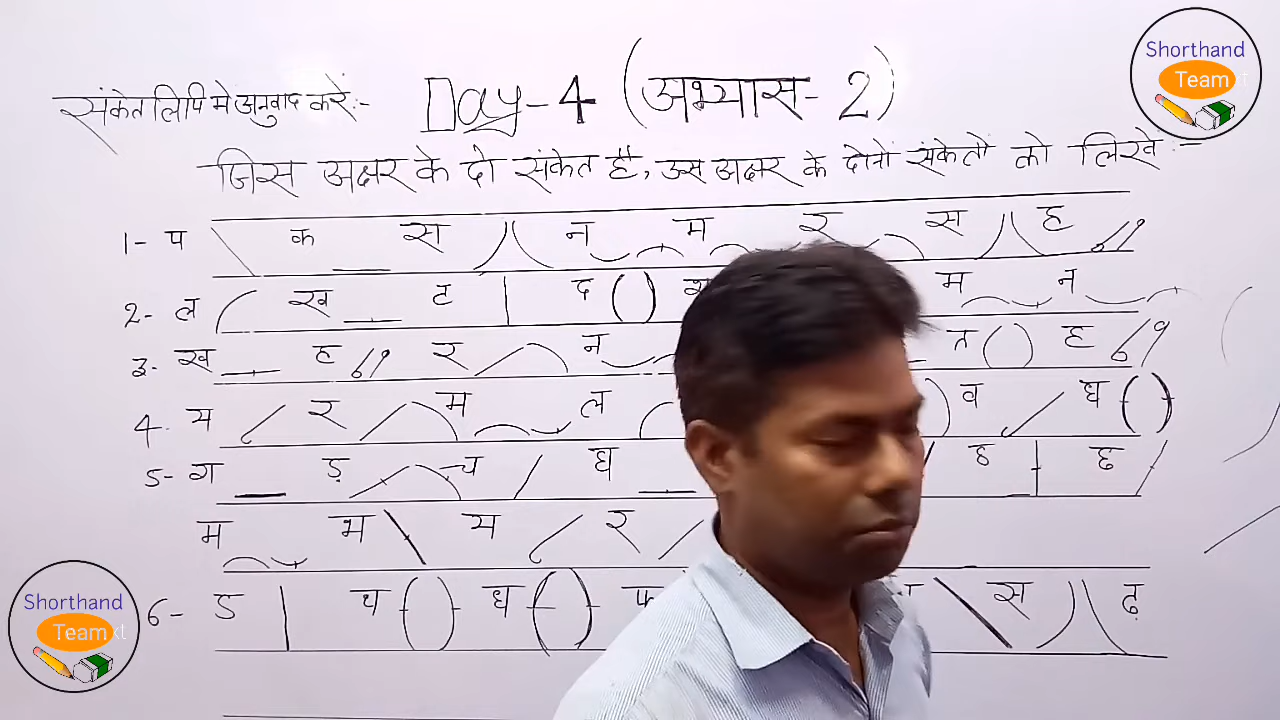 Shorthand
Team
Day-4 (अभ्यास-2)
संकेत लिपि मे अनुवाद करें:-
जिस अक्षर के दो संकेत है, उस अक्षर के दोनों संकेतों को लिखें :-
1- प क स न म र स ह
2- ल ख ट द म न
3- ख ह र न त ह
4- य र म ल व ध
5- ग ड़ च घ ठ ढ
म भ य र
6- ड ध स ढ़
Shorthand
Team